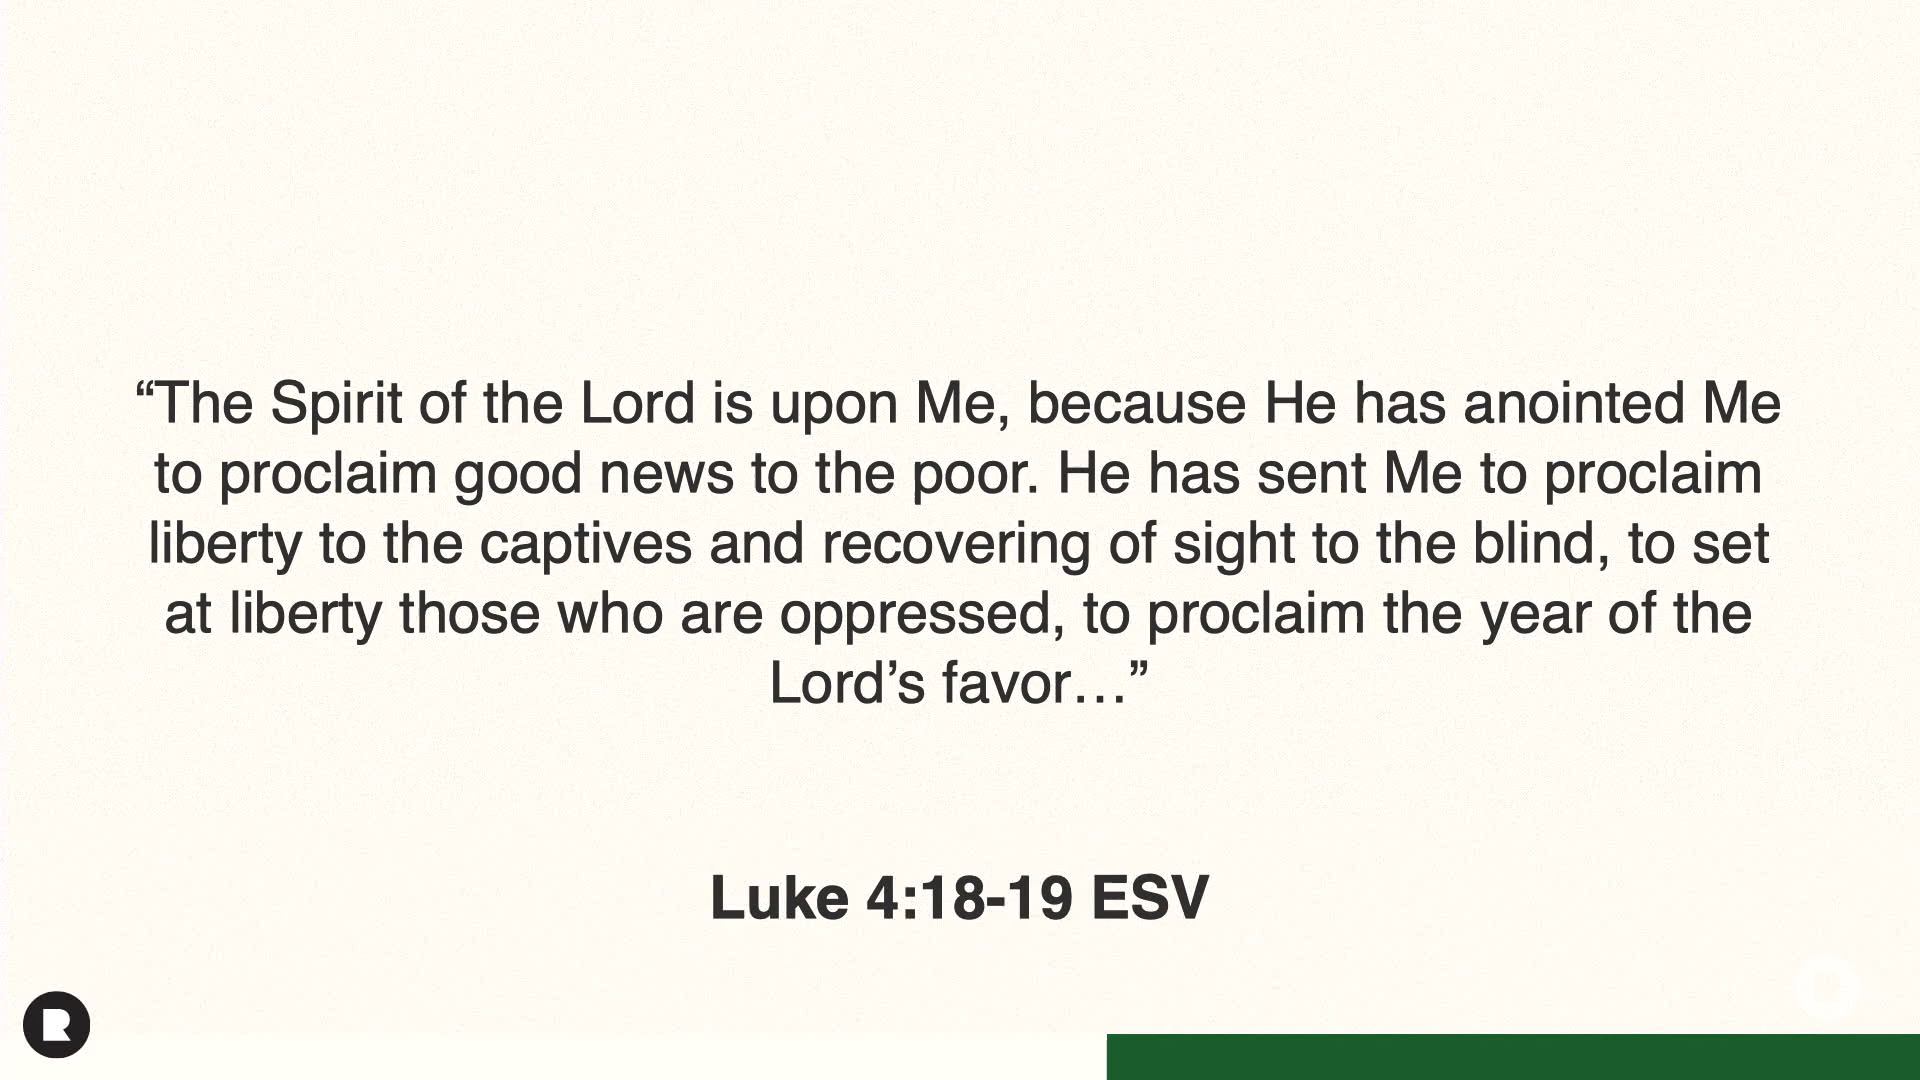 “The Spirit of the Lord is upon Me, because He has anointed Me
to proclaim good news to the poor. He has sent Me to proclaim
liberty to the captives and recovering of sight to the blind, to set
at liberty those who are oppressed, to proclaim the year of the
Lord’s favor…”
Luke 4:18-19 ESV
R